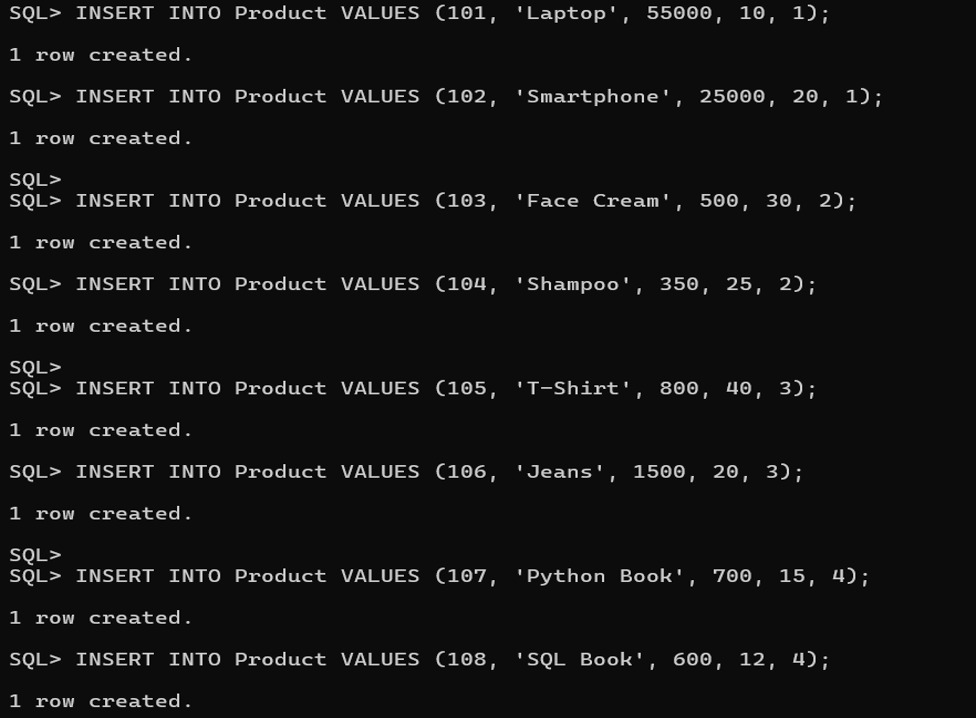 SQL> INSERT INTO Product VALUES (101, 'Laptop', 55000, 10, 1);
1 row created.
SQL> INSERT INTO Product VALUES (102, 'Smartphone', 25000, 20, 1);
1 row created.
SQL>
SQL> INSERT INTO Product VALUES (103, 'Face Cream', 500, 30, 2);
1 row created.
SQL> INSERT INTO Product VALUES (104, 'Shampoo', 350, 25, 2);
1 row created.
SQL>
SQL> INSERT INTO Product VALUES (105, 'T-Shirt', 800, 40, 3);
1 row created.
SQL> INSERT INTO Product VALUES (106, 'Jeans', 1500, 20, 3);
1 row created.
SQL>
SQL> INSERT INTO Product VALUES (107, 'Python Book', 700, 15, 4);
1 row created.
SQL> INSERT INTO Product VALUES (108, 'SQL Book', 600, 12, 4);
1 row created.